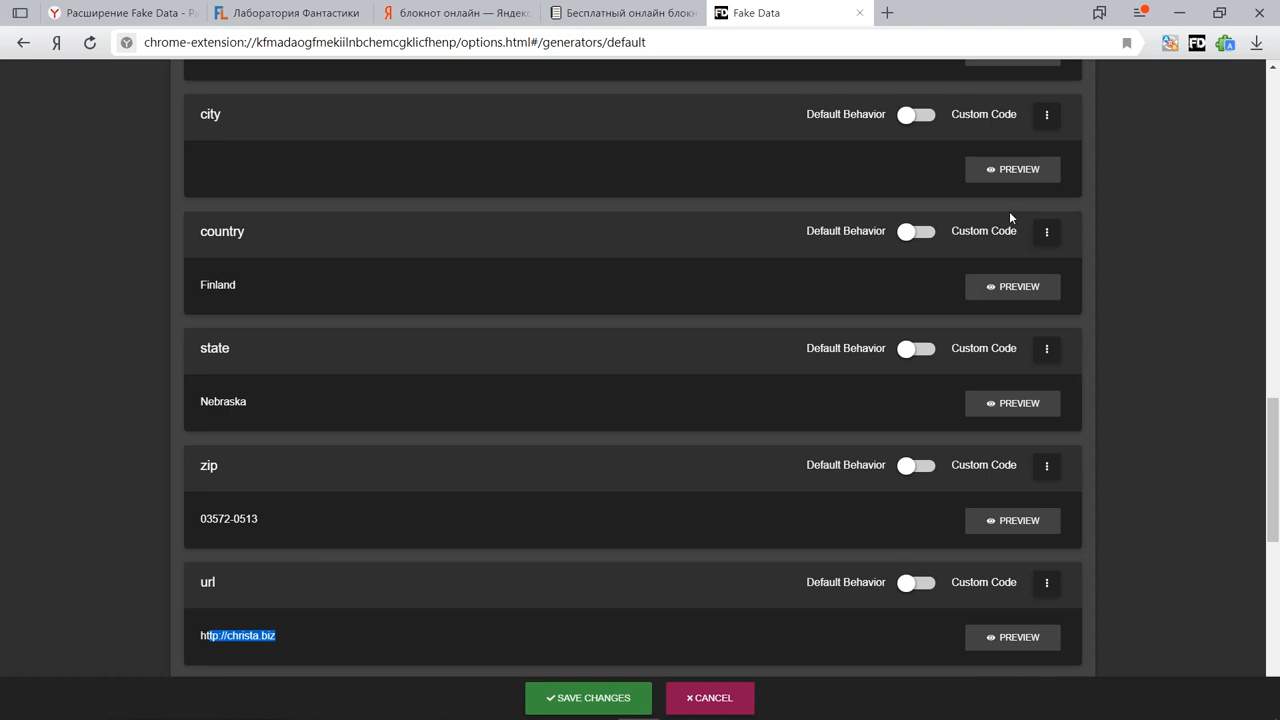 Расширение Fake Data - Ра
Лаборатория Фантастики
блокнот онлайн — Яндекс
Бесплатный онлайн блокн
Fake Data
chrome-extension://kfmadaogfmekiilnbchemcgklicfhenp/options.html#/generators/default
city Default Behavior Custom Code
PREVIEW
country Default Behavior Custom Code
Finland PREVIEW
state Default Behavior Custom Code
Nebraska PREVIEW
zip Default Behavior Custom Code
03572-0513 PREVIEW
url Default Behavior Custom Code
http://christa.biz PREVIEW
SAVE CHANGES CANCEL